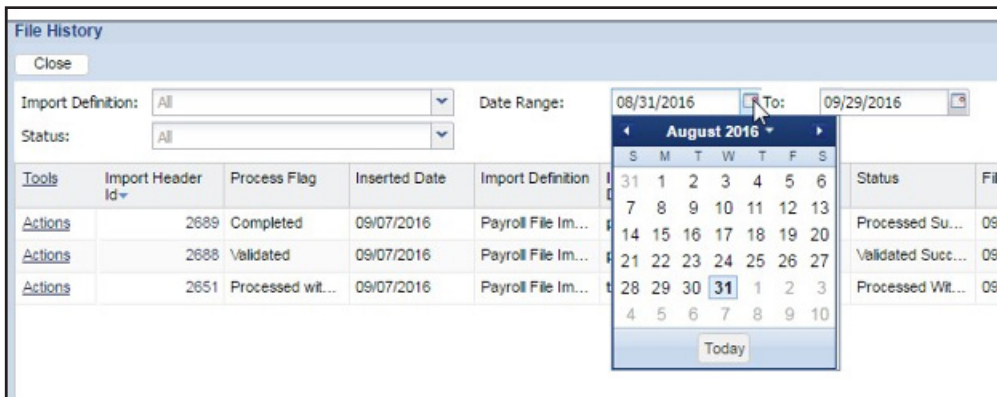 File History
Close
Import Definition: All Date Range: 08/31/2016 To: 09/29/2016
Status: All
August 2016
S M T W T F S
31 1 2 3 4 5 6
7 8 9 10 11 12 13
14 15 16 17 18 19 20
21 22 23 24 25 26 27
28 29 30 31 1 2 3
4 5 6 7 8 9 10
Today
Tools Import Header Id Process Flag Inserted Date Import Definition Status
Actions 2689 Completed 09/07/2016 Payroll File Im... Processed Su... 09
Actions 2688 Validated 09/07/2016 Payroll File Im... Validated Succ... 09
Actions 2651 Processed wit... 09/07/2016 Payroll File Im... Processed Wit... 09